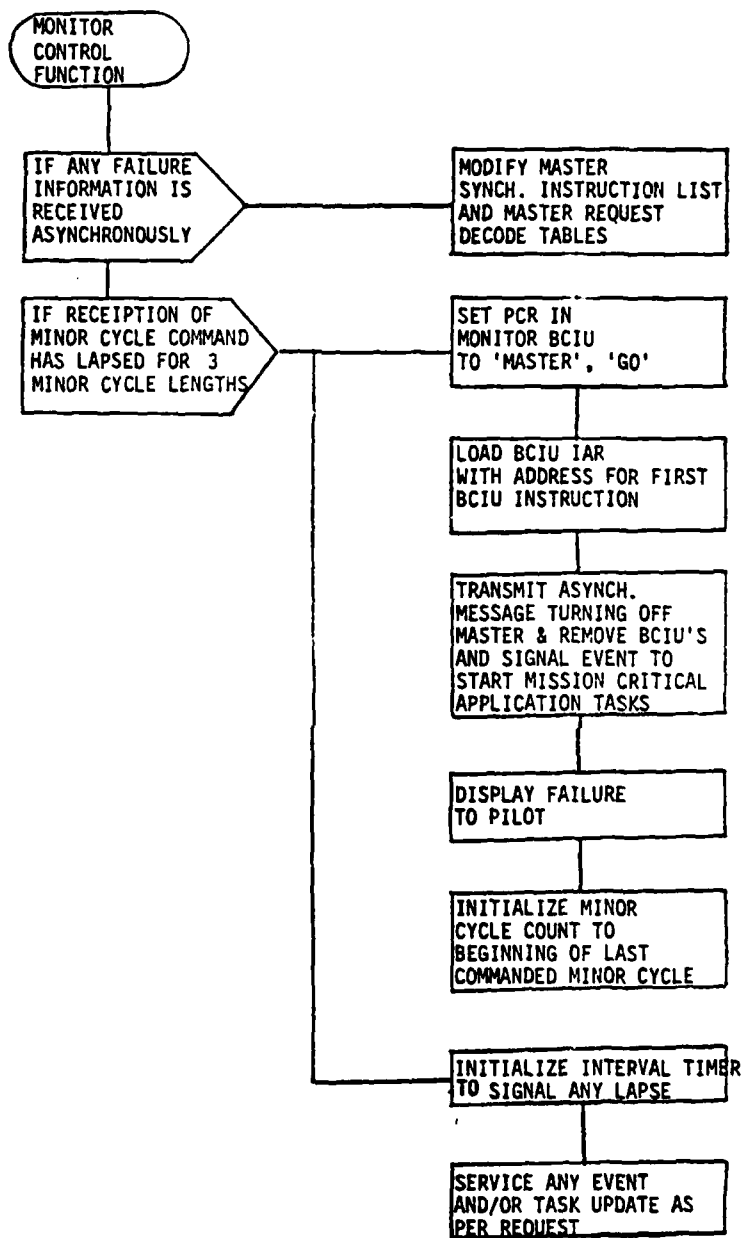 MONITOR
CONTROL
FUNCTION
IF ANY FAILURE
INFORMATION IS
RECEIVED
ASYNCHRONOUSLY
MODIFY MASTER
SYNCH. INSTRUCTION LIST
AND MASTER REQUEST
DECODE TABLES
IF RECEIPTION OF
MINOR CYCLE COMMAND
HAS LAPSED FOR 3
MINOR CYCLE LENGTHS
SET PCR IN
MONITOR BCIU
TO 'MASTER', 'GO'
LOAD BCIU IAR
WITH ADDRESS FOR FIRST
BCIU INSTRUCTION
TRANSMIT ASYNCH.
MESSAGE TURNING OFF
MASTER & REMOVE BCIU'S
AND SIGNAL EVENT TO
START MISSION CRITICAL
APPLICATION TASKS
DISPLAY FAILURE
TO PILOT
INITIALIZE MINOR
CYCLE COUNT TO
BEGINNING OF LAST
COMMANDED MINOR CYCLE
INITIALIZE INTERVAL TIMER
TO SIGNAL ANY LAPSE
SERVICE ANY EVENT
AND/OR TASK UPDATE AS
PER REQUEST